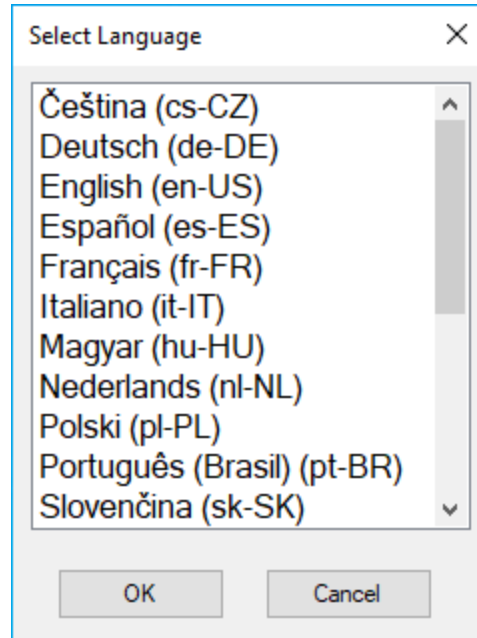 Select Language
Čeština (cs-CZ)
Deutsch (de-DE)
English (en-US)
Español (es-ES)
Français (fr-FR)
Italiano (it-IT)
Magyar (hu-HU)
Nederlands (nl-NL)
Polski (pl-PL)
Português (Brasil) (pt-BR)
Slovenčina (sk-SK)
OK
Cancel